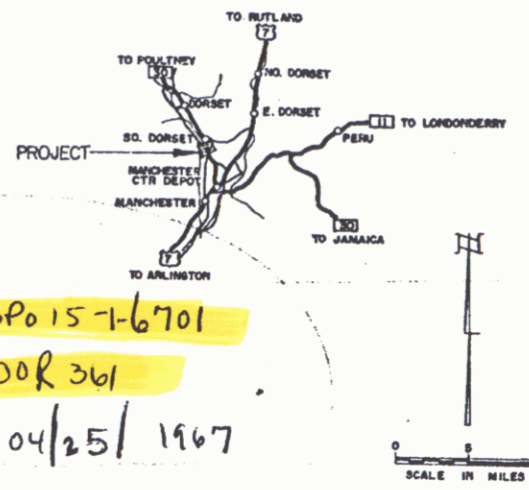 TO RUTLAND
7
TO POULTNEY
30
NO. DORSET
DORSET
E. DORSET
11 TO LONDONDERRY
SO. DORSET
PERU
PROJECT
MANCHESTER
CTR DEPOT
MANCHESTER
30
TO JAMAICA
7
TO ARLINGTON
15-1-6701
361
04/25/ 1967
N
0 5
SCALE IN MILES